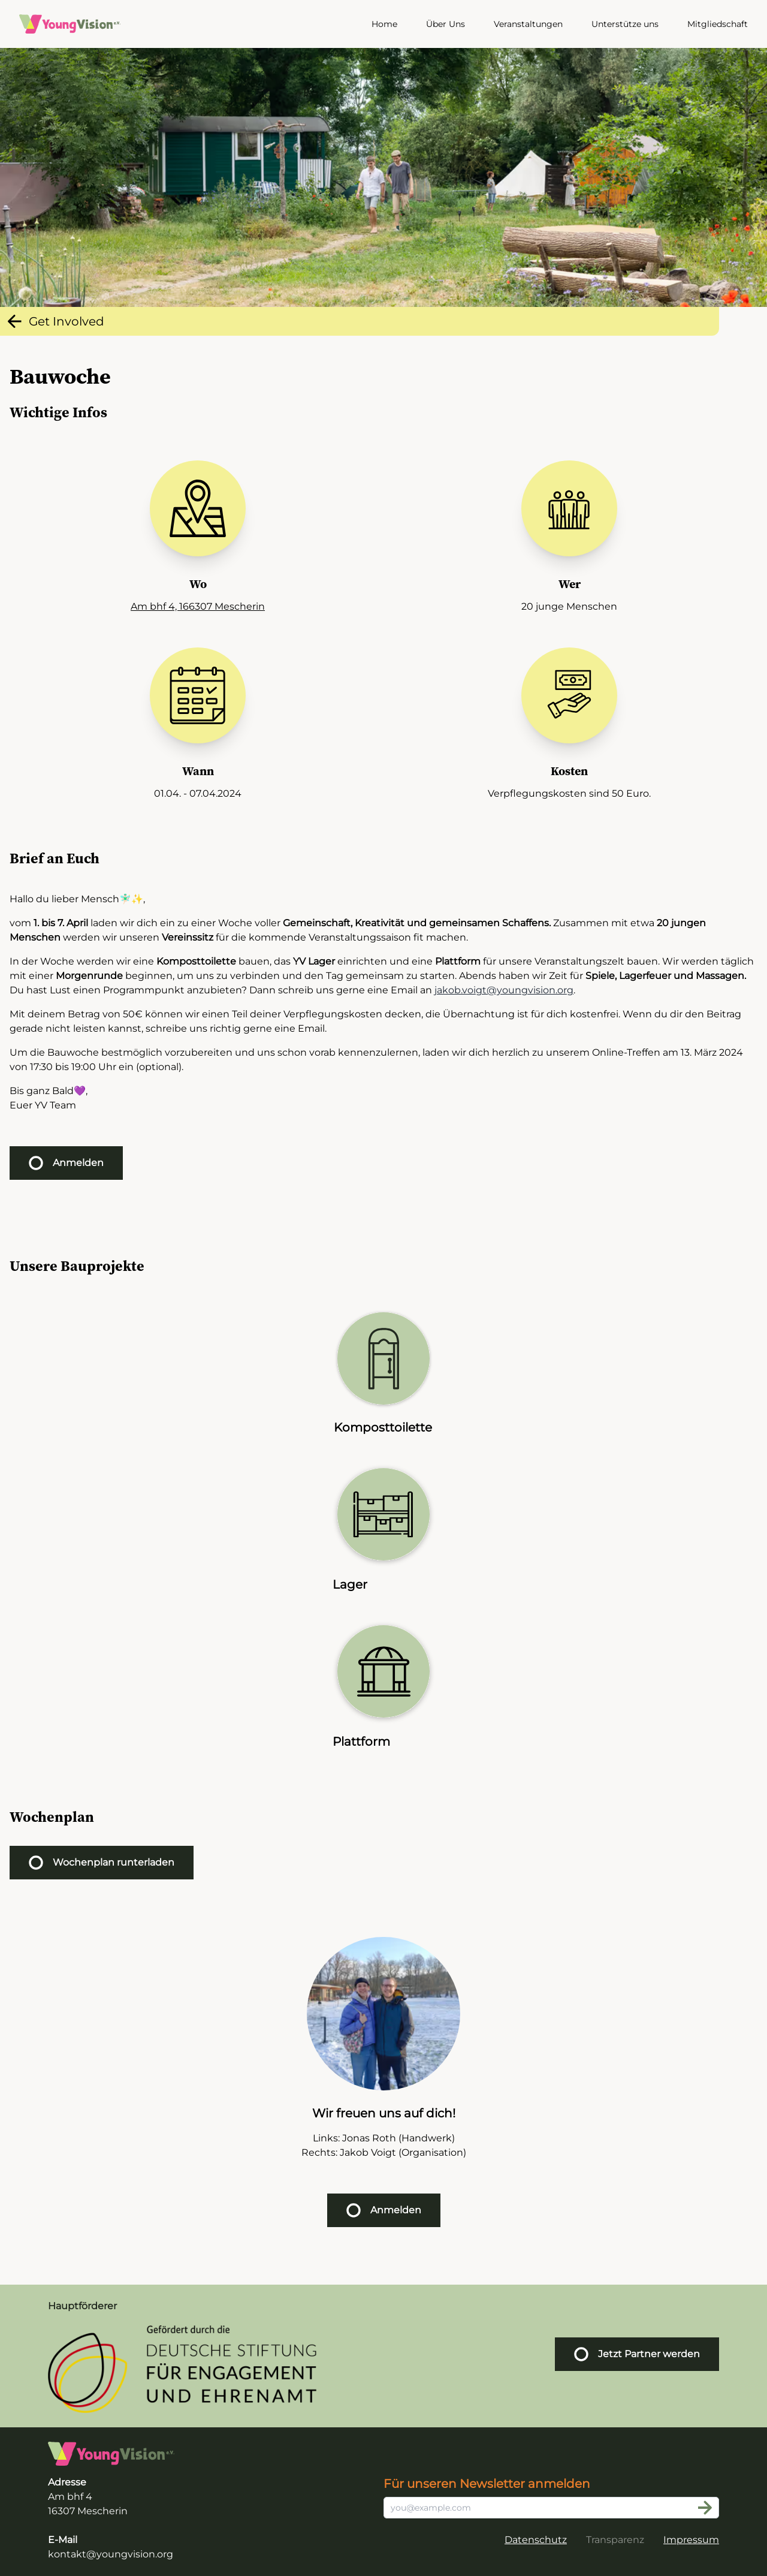 YoungVision e.V
Home Über Uns Veranstaltungen Unterstütze uns Mitgliedschaft
Get Involved
Bauwoche
Wichtige Infos
Wo
Am bhf 4, 166307 Mescherin
Wer
20 junge Menschen
Wann
01.04. - 07.04.2024
Kosten
Verpflegungskosten sind 50 Euro.
Brief an Euch
Hallo du lieber Mensch🧚✨,
vom 1. bis 7. April laden wir dich ein zu einer Woche voller Gemeinschaft, Kreativität und gemeinsamen Schaffens. Zusammen mit etwa 20 jungen
Menschen werden wir unseren Vereinssitz für die kommende Veranstaltungssaison fit machen.
In der Woche werden wir eine Komposttoilette bauen, das YV Lager einrichten und eine Plattform für unsere Veranstaltungszelt bauen. Wir werden täglich
mit einer Morgenrunde beginnen, um uns zu verbinden und den Tag gemeinsam zu starten. Abends haben wir Zeit für Spiele, Lagerfeuer und Massagen.
Du hast Lust einen Programmpunkt anzubieten? Dann schreib uns gerne eine Email an jakob.voigt@youngvision.org.
Mit deinem Betrag von 50€ können wir einen Teil deiner Verpflegungskosten decken, die Übernachtung ist für dich kostenfrei. Wenn du dir den Beitrag
gerade nicht leisten kannst, schreibe uns richtig gerne eine Email.
Um die Bauwoche bestmöglich vorzubereiten und uns schon vorab kennenzulernen, laden wir dich herzlich zu unserem Online-Treffen am 13. März 2024
von 17:30 bis 19:00 Uhr ein (optional).
Bis ganz Bald💜,
Euer YV Team
Anmelden
Unsere Bauprojekte
Komposttoilette
Lager
Plattform
Wochenplan
Wochenplan runterladen
Wir freuen uns auf dich!
Links: Jonas Roth (Handwerk)
Rechts: Jakob Voigt (Organisation)
Anmelden
Hauptförderer
Gefördert durch die
DEUTSCHE STIFTUNG
FÜR ENGAGEMENT
UND EHRENAMT
Jetzt Partner werden
YoungVision e.V
Adresse
Am bhf 4
16307 Mescherin
E-Mail
kontakt@youngvision.org
Für unseren Newsletter anmelden
you@example.com
Datenschutz Transparenz Impressum